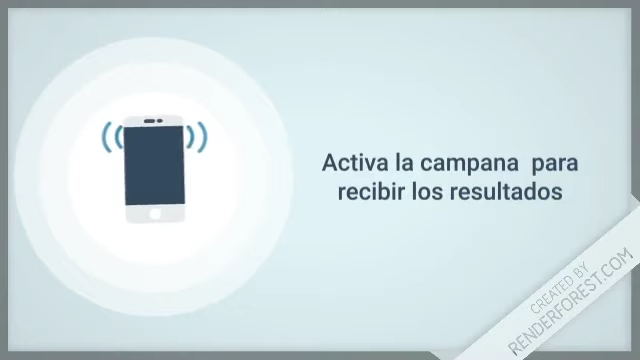 Activa la campana  para
recibir los resultados
CREATED BY
RENDERFOREST.COM